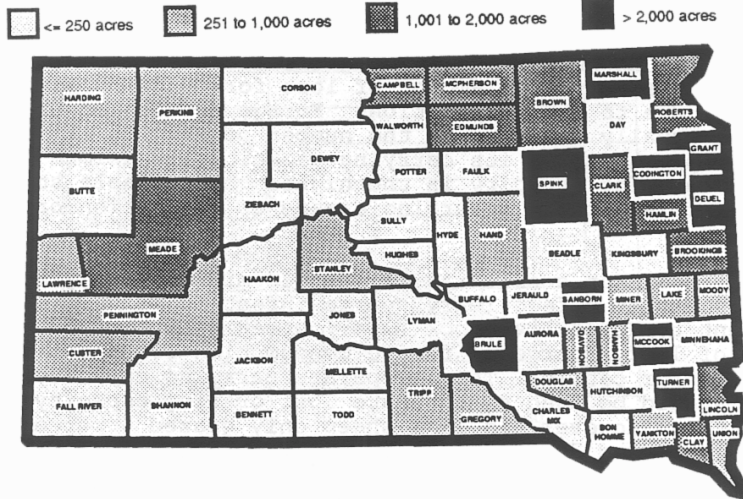 <= 250 acres 251 to 1,000 acres 1,001 to 2,000 acres > 2,000 acres
HARDING PERKINS CORSON CAMPBELL MCPHERSON BROWN MARSHALL ROBERTS
WALWORTH EDMUNDS DAY GRANT
BUTTE ZIEBACH DEWEY POTTER FAULK SPINK CLARK CODINGTON DEUEL
MEADE BULLY HYDE HAND HAMLIN
LAWRENCE HAAKON STANLEY HUGHES BEADLE KINGSBURY BROOKINGS
PENNINGTON JONES LYMAN BUFFALO JERAULD SANBORN MINER LAKE MOODY
CUSTER JACKSON MELLETTE BRULE AURORA DAVISON HANSON MCCOOK MINNEHAHA
FALL RIVER SHANNON BENNETT TODD TRIPP GREGORY DOUGLAS HUTCHINSON TURNER LINCOLN
CHARLES
MIX
BON
HOMME
YANKTON CLAY UNION